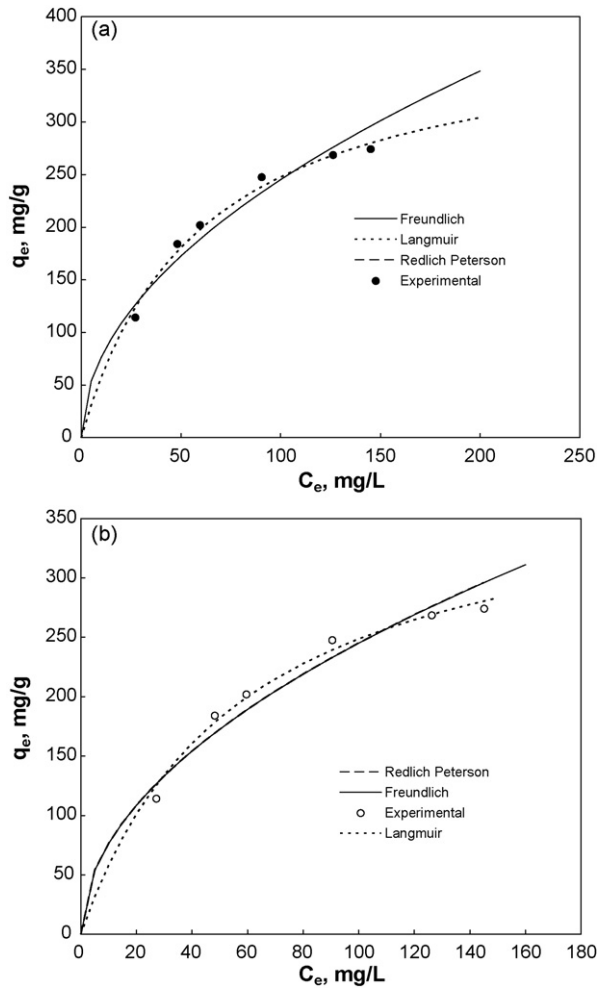 400
(a)
350
300
250
200
150
100
50
0
qe, mg/g
Freundlich
Langmuir
Redlich Peterson
Experimental
0 50 100 150 200 250
Ce, mg/L
350
(b)
300
250
200
150
100
50
0
qe, mg/g
Redlich Peterson
Freundlich
Experimental
Langmuir
0 20 40 60 80 100 120 140 160 180
Ce, mg/L